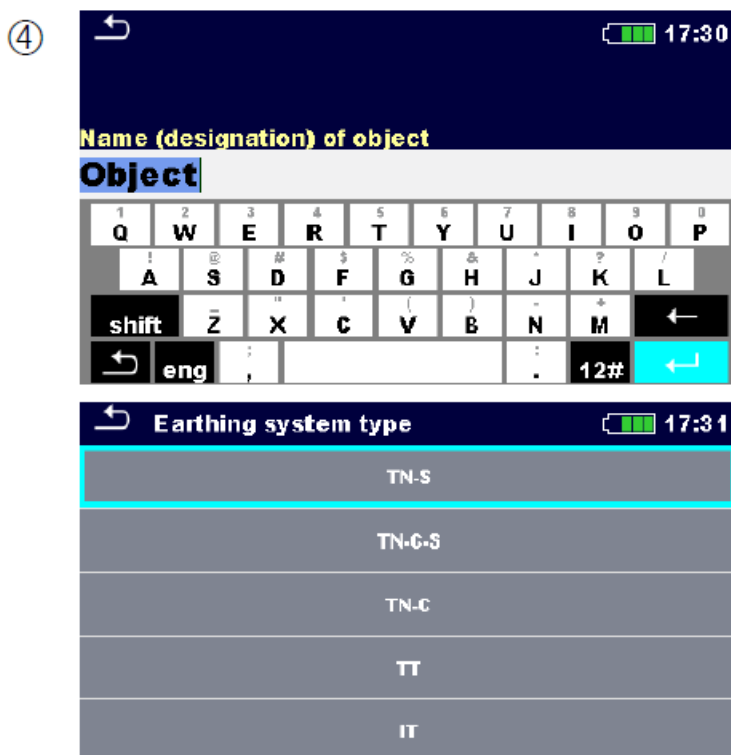 ④
17:30
Name (designation) of object
Object
1 2 3 4 5 6 7 8 9 0
Q W E R T Y U I O P
! @ # $ % & * ? /
A S D F G H J K L
_ " ' ( ) - +
shift Z X C V B N M ←
; :
eng , . 12#
Earthing system type 17:31
TN-S
TN-C-S
TN-C
TT
IT